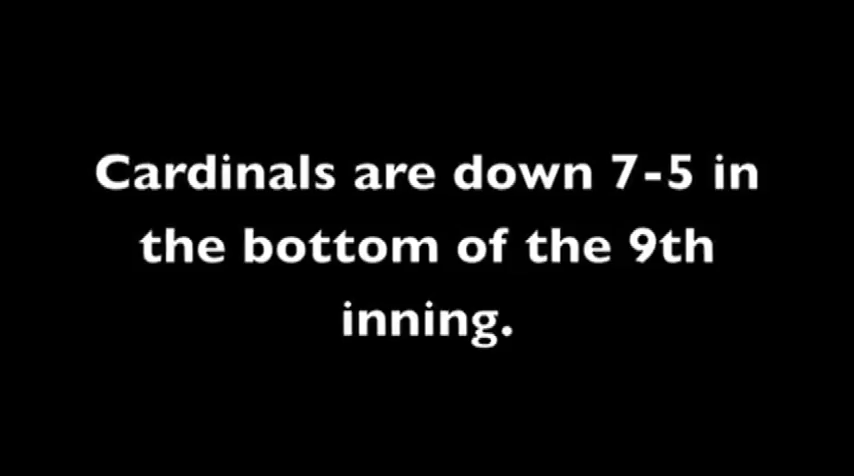 Cardinals are down 7-5 in
the bottom of the 9th
inning.